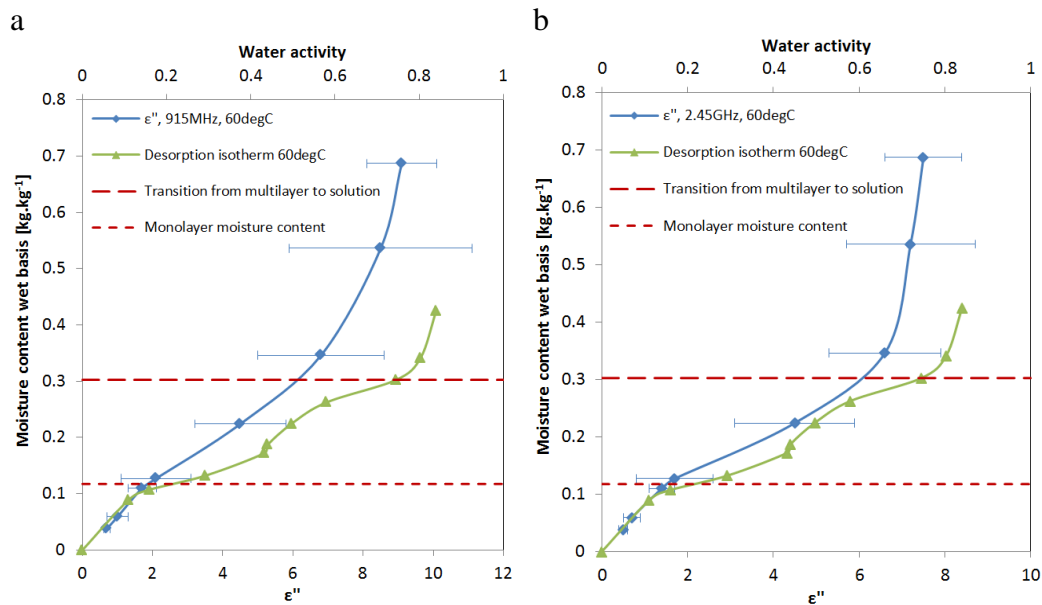 a
Water activity
0 0.2 0.4 0.6 0.8 1
0.8
0.7
0.6
0.5
0.4
0.3
0.2
0.1
0
Moisture content wet basis [kg.kg⁻¹]
ε", 915MHz, 60degC
Desorption isotherm 60degC
Transition from multilayer to solution
Monolayer moisture content
0 2 4 6 8 10 12
ε"
b
Water activity
0 0.2 0.4 0.6 0.8 1
0.8
0.7
0.6
0.5
0.4
0.3
0.2
0.1
0
Moisture content wet basis [kg.kg⁻¹]
ε", 2.45GHz, 60degC
Desorption isotherm 60degC
Transition from multilayer to solution
Monolayer moisture content
0 2 4 6 8 10
ε"